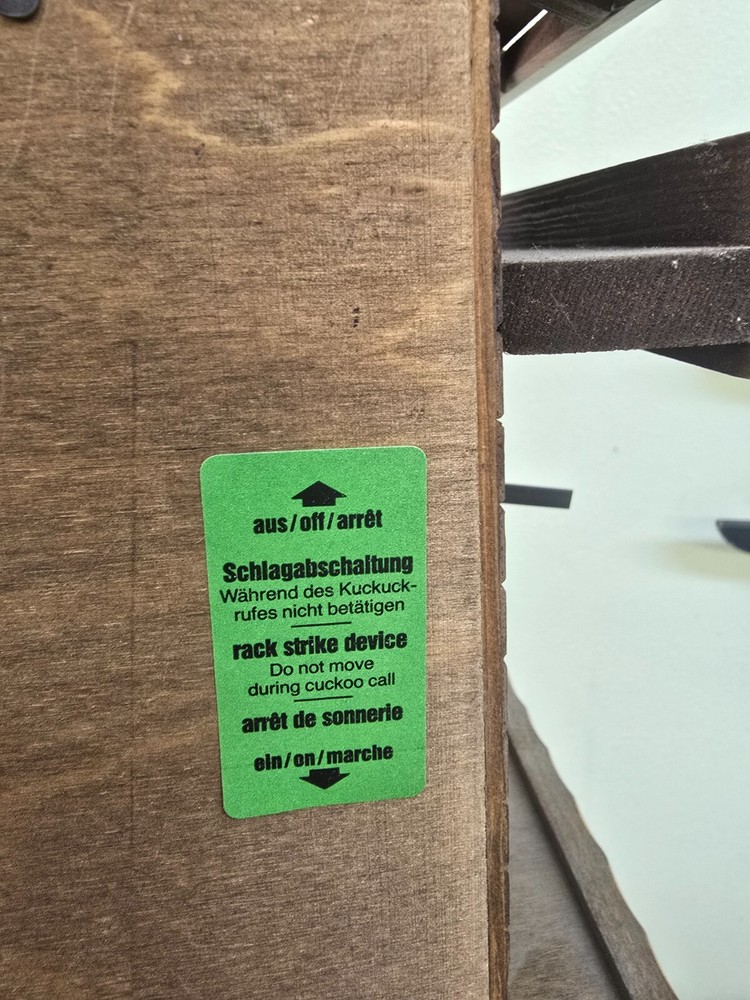 aus/off/arrêt
Schlagabschaltung
Während des Kuckuck-
rufes nicht betätigen
rack strike device
Do not move
during cuckoo call
arrêt de sonnerie
ein/on/marche